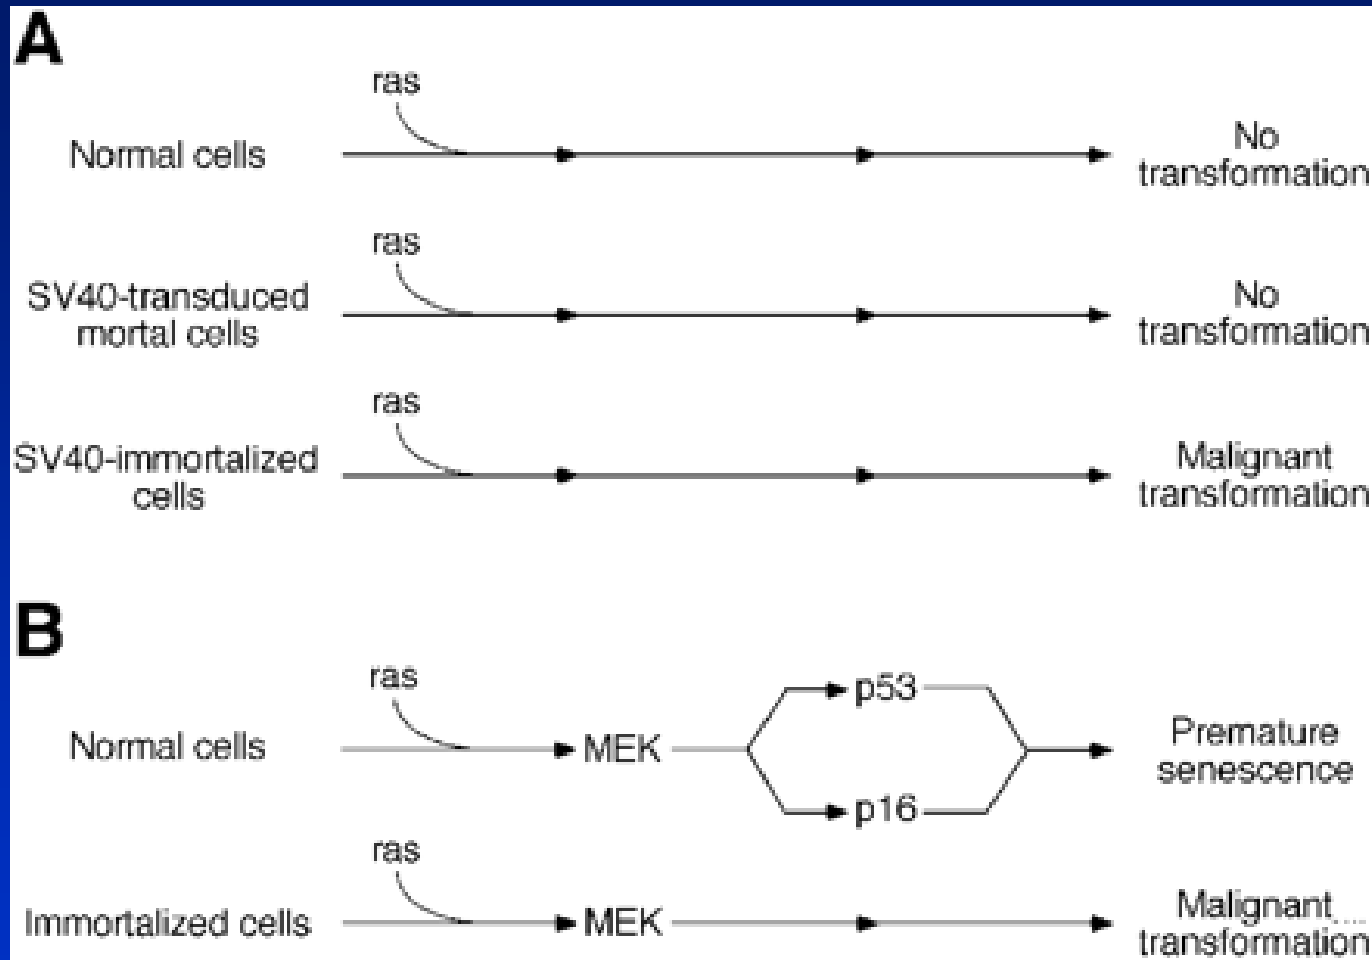 A
ras
Normal cells
No
transformation
ras
SV40-transduced
mortal cells
No
transformation
ras
SV40-immortalized
cells
Malignant
transformation
B
ras
Normal cells
MEK
p53
p16
Premature
senescence
ras
Immortalized cells
MEK
Malignant
transformation